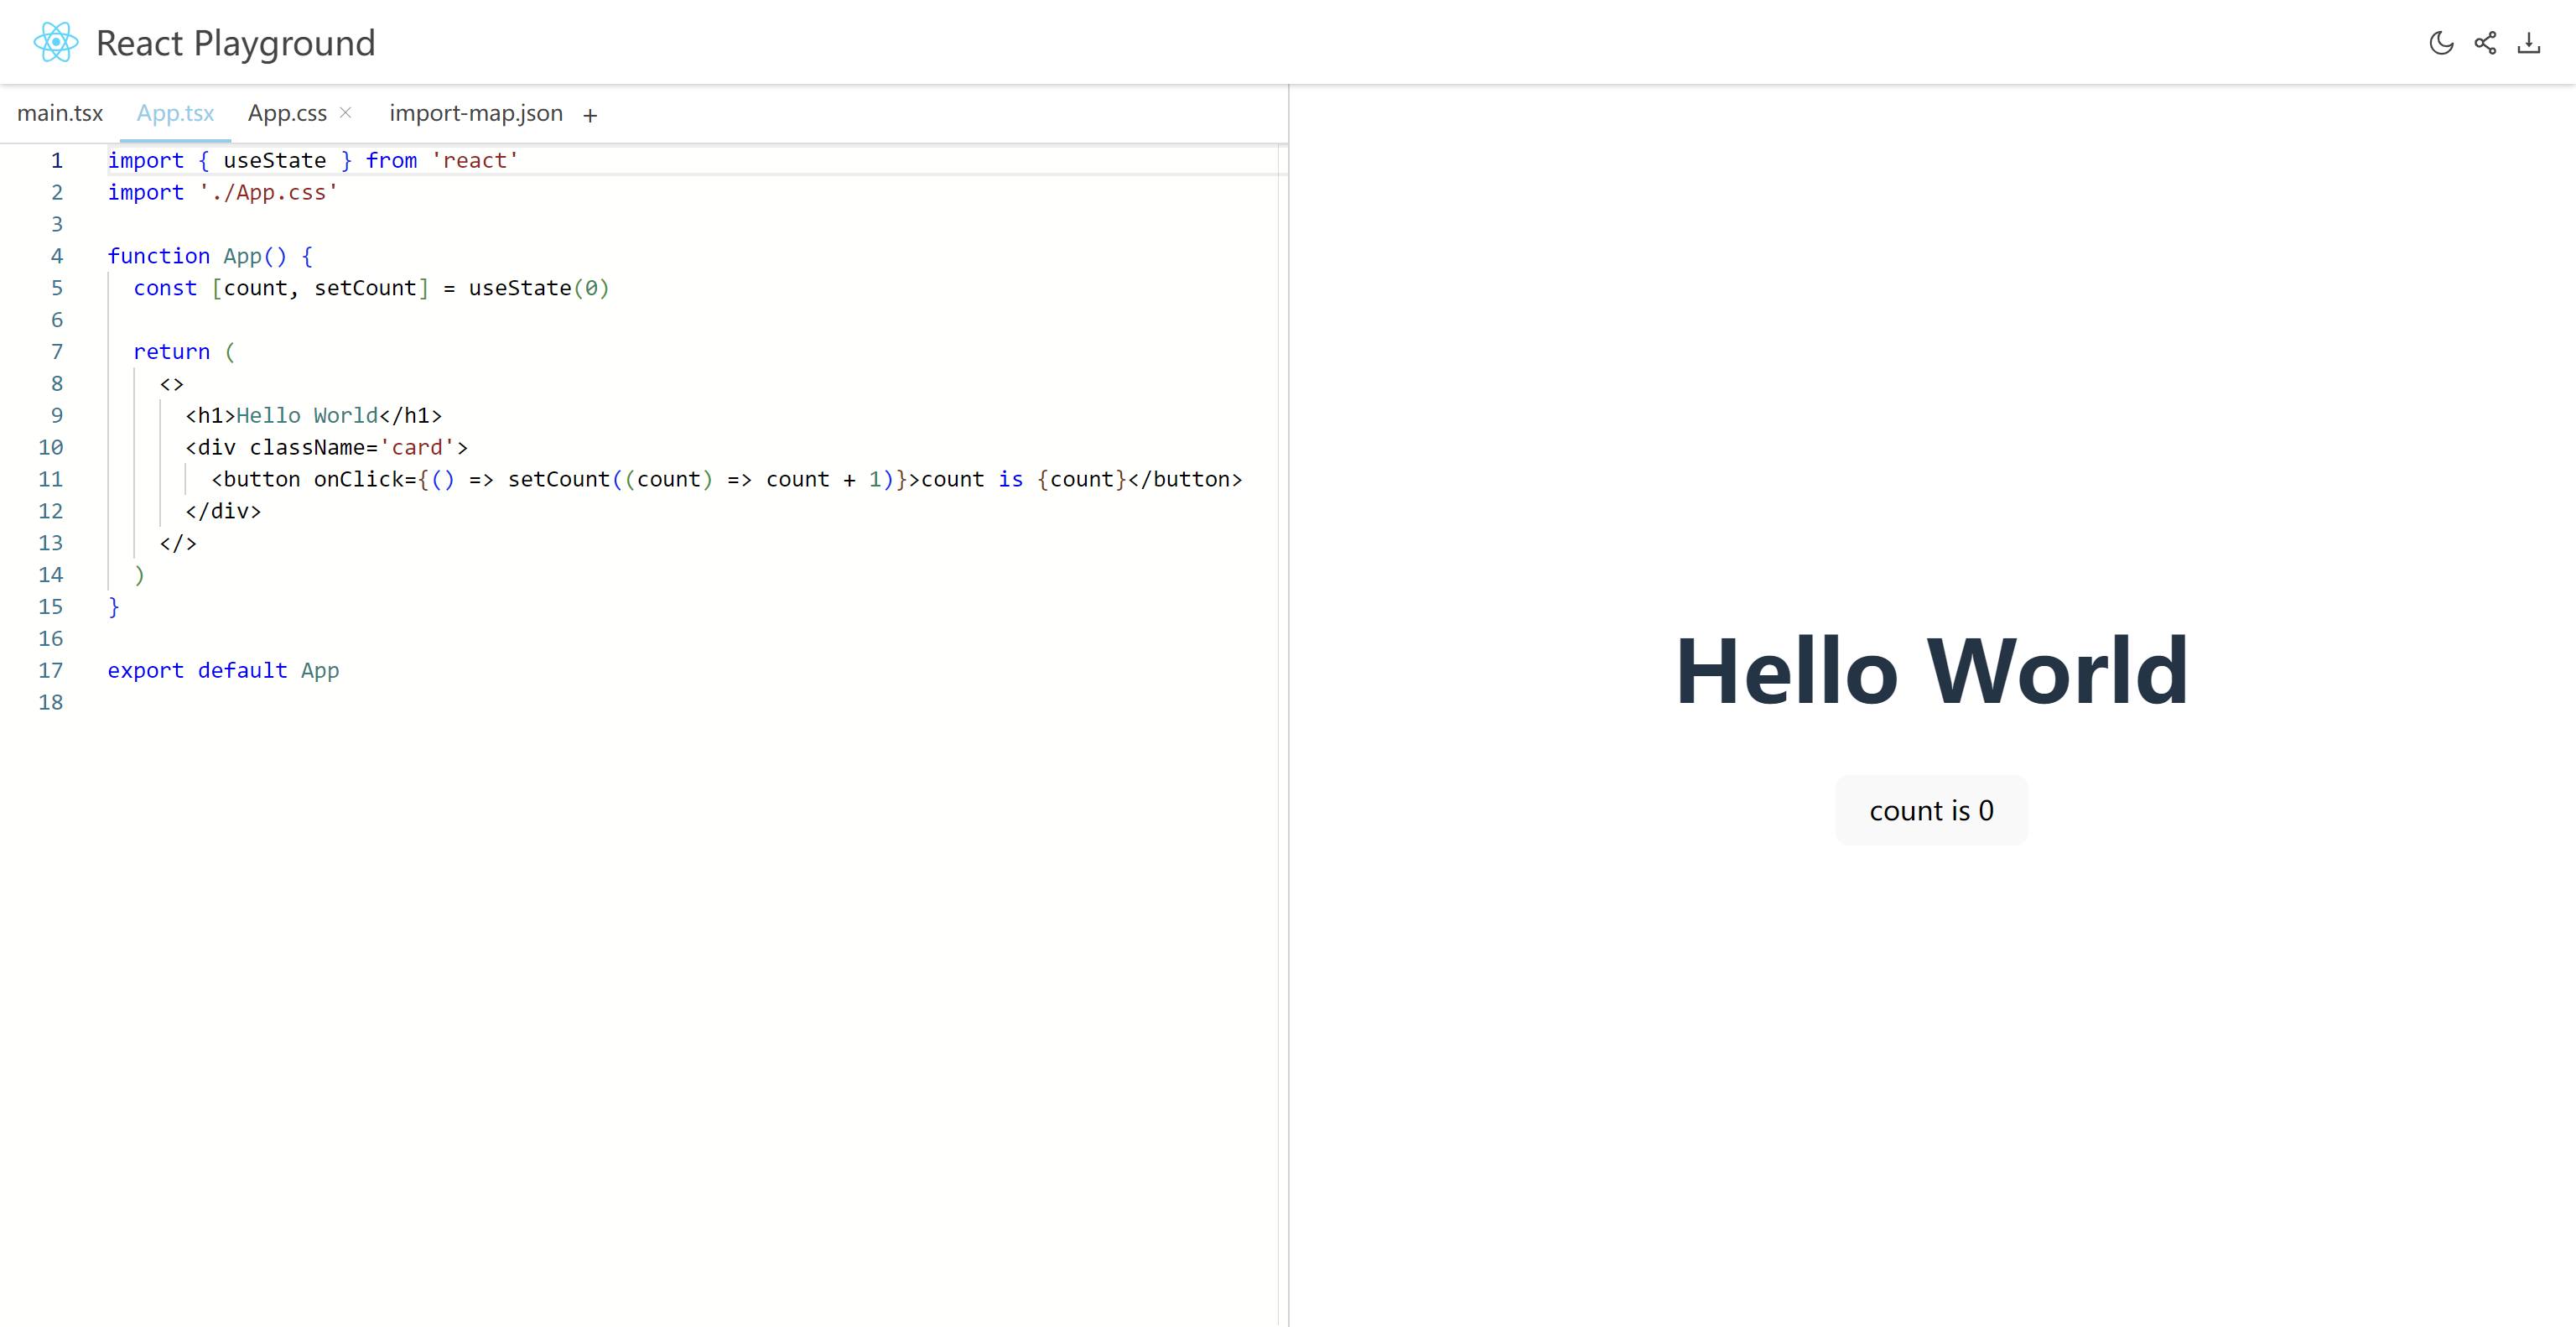 React Playground
main.tsx App.tsx App.css × import-map.json +
1 import { useState } from 'react'
2 import './App.css'
3
4 function App() {
5   const [count, setCount] = useState(0)
6
7   return (
8     <>
9       <h1>Hello World</h1>
10       <div className='card'>
11         <button onClick={() => setCount((count) => count + 1)}>count is {count}</button>
12       </div>
13     </>
14   )
15 }
16
17 export default App
18
Hello World
count is 0